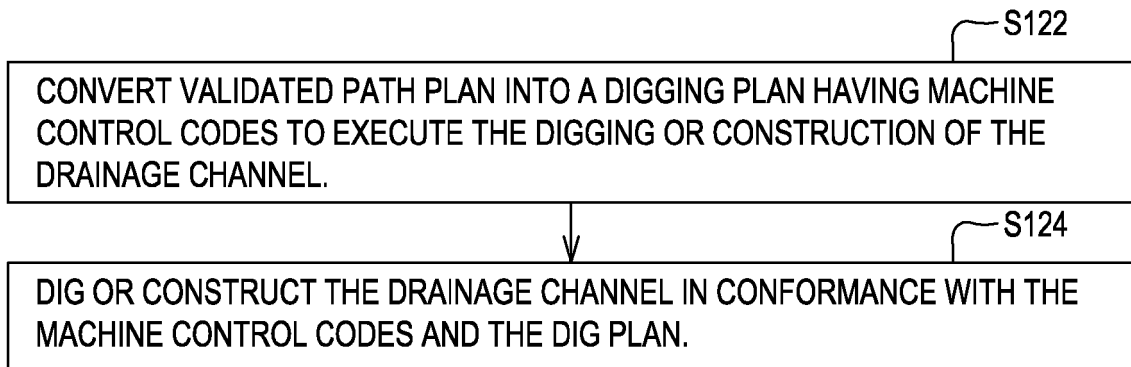 S122
CONVERT VALIDATED PATH PLAN INTO A DIGGING PLAN HAVING MACHINE
CONTROL CODES TO EXECUTE THE DIGGING OR CONSTRUCTION OF THE
DRAINAGE CHANNEL.
S124
DIG OR CONSTRUCT THE DRAINAGE CHANNEL IN CONFORMANCE WITH THE
MACHINE CONTROL CODES AND THE DIG PLAN.